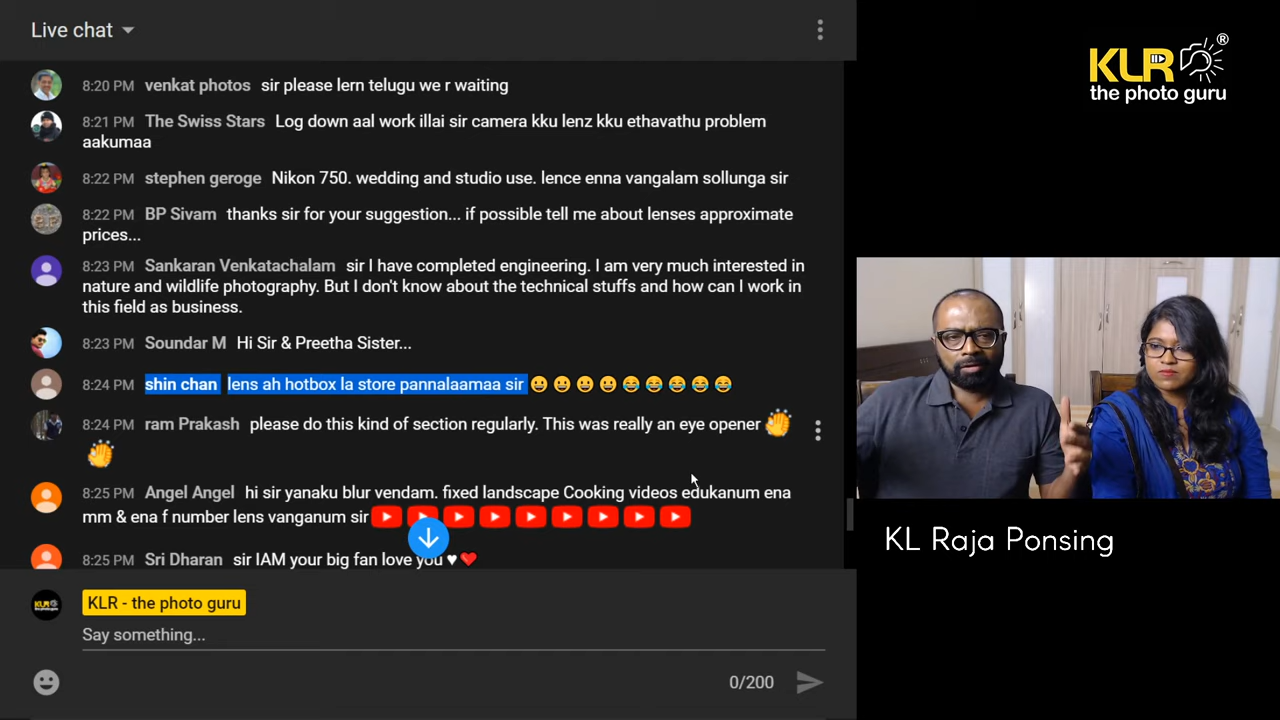 Live chat
8:20 PM venkat photos sir please lern telugu we r waiting
8:21 PM The Swiss Stars Log down aal work illai sir camera kku lenz kku ethavathu problem
aakumaa
8:22 PM stephen geroge Nikon 750. wedding and studio use. lence enna vangalam sollunga sir
8:22 PM BP Sivam thanks sir for your suggestion... if possible tell me about lenses approximate
prices...
8:23 PM Sankaran Venkatachalam sir I have completed engineering. I am very much interested in
nature and wildlife photography. But I don't know about the technical stuffs and how can I work in
this field as business.
8:23 PM Soundar M Hi Sir & Preetha Sister...
8:24 PM shin chan lens ah hotbox la store pannalaamaa sir 😀😀😀😀😂😂😂😂😂
8:24 PM ram Prakash please do this kind of section regularly. This was really an eye opener 👏
👏
8:25 PM Angel Angel hi sir yanaku blur vendam. fixed landscape Cooking videos edukanum ena
mm & ena f number lens vanganum sir
8:25 PM Sri Dharan sir IAM your big fan love you ♥❤
KLR - the photo guru
Say something...
0/200
KLR ®
the photo guru
KL Raja Ponsing